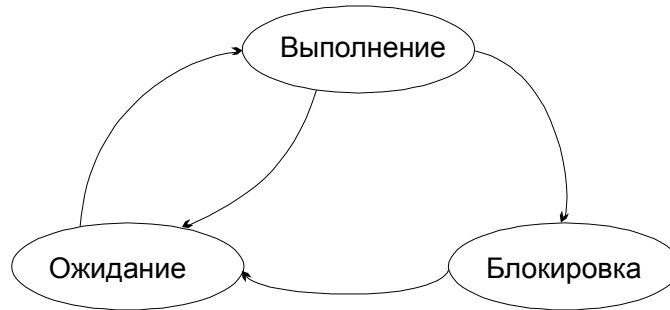 Выполнение
Ожидание
Блокировка